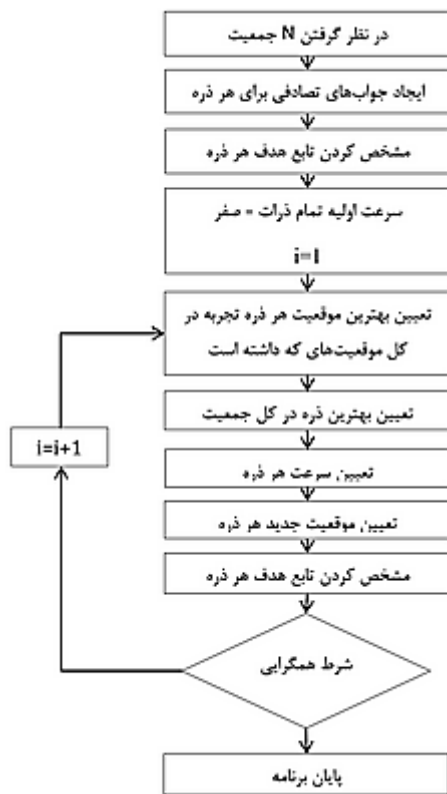 در نظر گرفتن N جمعیت
ایجاد جواب‌های تصادفی برای هر ذره
مشخص کردن تابع هدف هر ذره
سرعت اولیه تمام ذرات = صفر
i=1
تعیین بهترین موقعیت هر ذره تجربه در
کل موقعیت‌های که داشته است
تعیین بهترین ذره در کل جمعیت
i=i+1
تعیین سرعت هر ذره
تعیین موقعیت جدید هر ذره
مشخص کردن تابع هدف هر ذره
شرط همگرایی
پایان برنامه